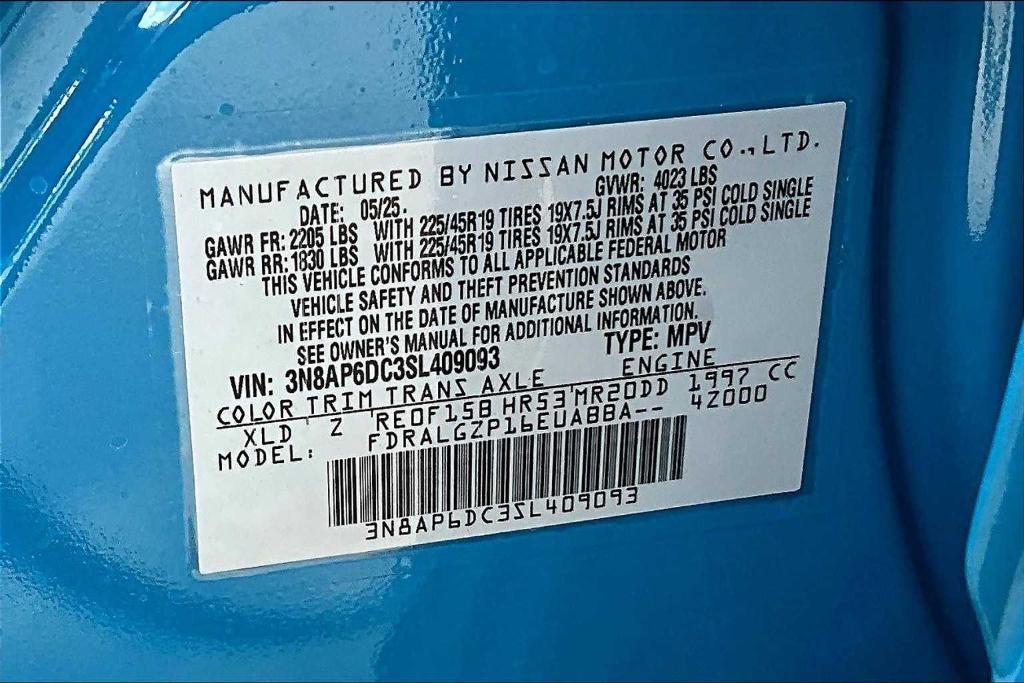 MANUFACTURED BY NISSAN MOTOR CO.,LTD.
DATE: 05/25. GVWR: 4023 LBS
GAWR FR: 2205 LBS WITH 225/45R19 TIRES 19X7.5J RIMS AT 35 PSI COLD SINGLE
GAWR RR: 1830 LBS WITH 225/45R19 TIRES 19X7.5J RIMS AT 35 PSI COLD SINGLE
THIS VEHICLE CONFORMS TO ALL APPLICABLE FEDERAL MOTOR
VEHICLE SAFETY AND THEFT PREVENTION STANDARDS
IN EFFECT ON THE DATE OF MANUFACTURE SHOWN ABOVE.
SEE OWNER'S MANUAL FOR ADDITIONAL INFORMATION.
VIN: 3N8AP6DC3SL409093 TYPE: MPV
COLOR TRIM TRANS AXLE ENGINE
XLD Z RE0F15B HR53 MR20DD 1997 CC
MODEL: FDRALGZP16EUABBA-- 4Z000
3N8AP6DC3SL409093